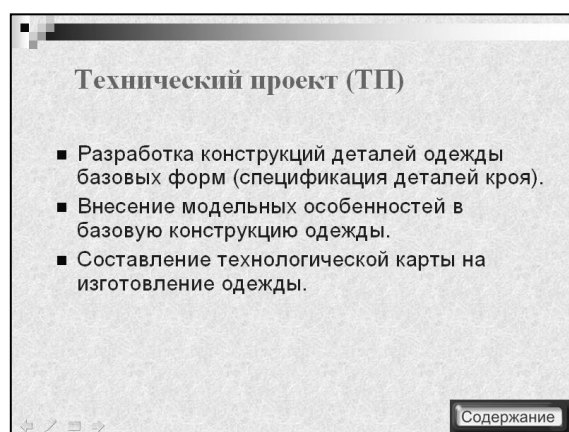 Технический проект (ТП)
Разработка конструкций деталей одежды
базовых форм (спецификация деталей кроя).
Внесение модельных особенностей в
базовую конструкцию одежды.
Составление технологической карты на
изготовление одежды.
Содержание